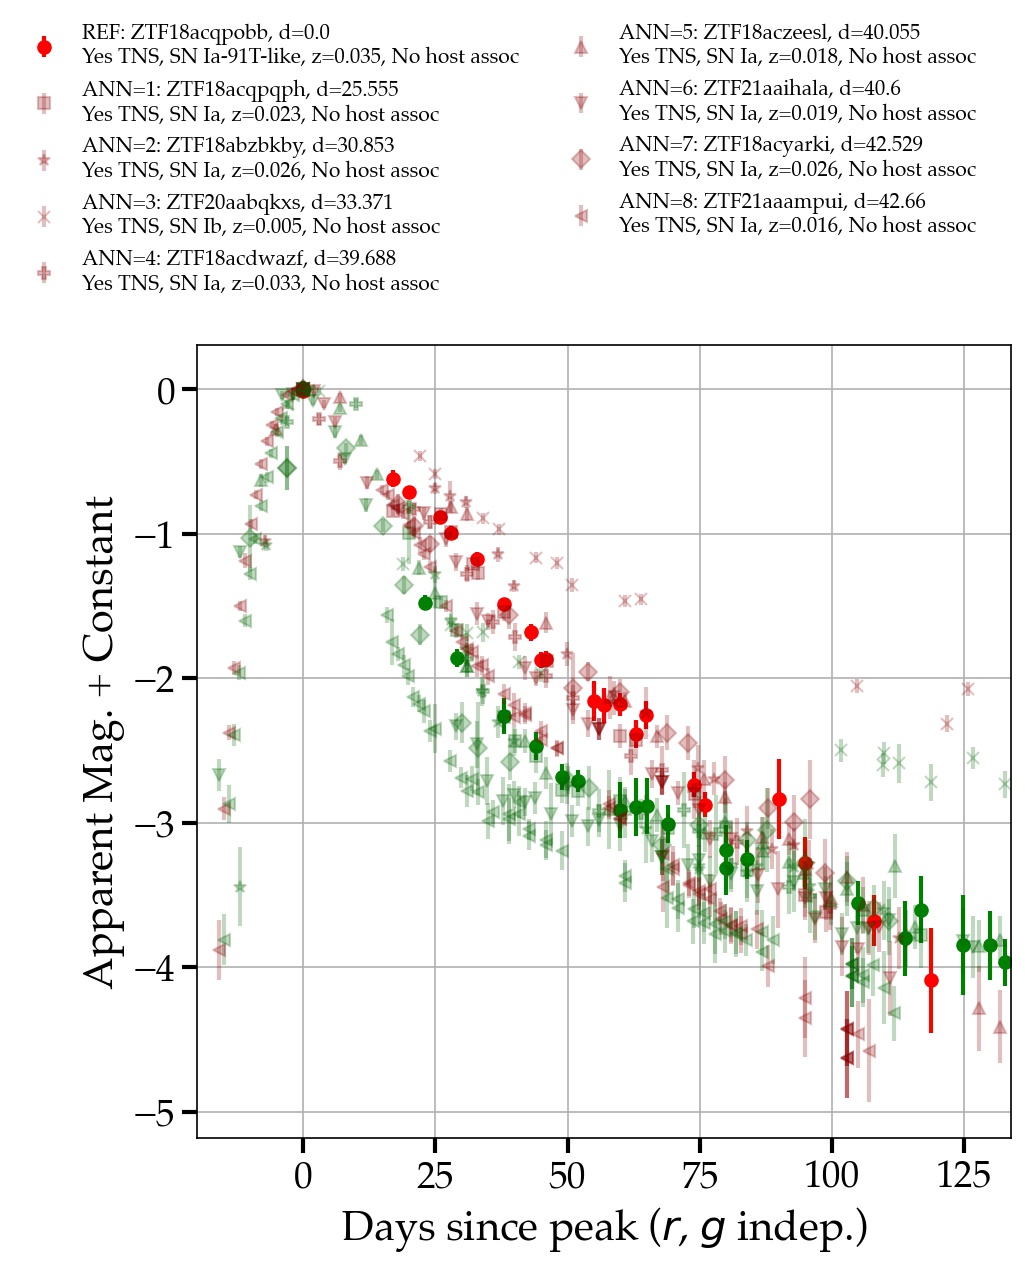 REF: ZTF18acqpobb, d=0.0
Yes TNS, SN Ia-91T-like, z=0.035, No host assoc
ANN=1: ZTF18acqpqph, d=25.555
Yes TNS, SN Ia, z=0.023, No host assoc
ANN=2: ZTF18abzbkby, d=30.853
Yes TNS, SN Ia, z=0.026, No host assoc
ANN=3: ZTF20aabqkxs, d=33.371
Yes TNS, SN Ib, z=0.005, No host assoc
ANN=4: ZTF18acdwazf, d=39.688
Yes TNS, SN Ia, z=0.033, No host assoc
ANN=5: ZTF18aczeesl, d=40.055
Yes TNS, SN Ia, z=0.018, No host assoc
ANN=6: ZTF21aaihala, d=40.6
Yes TNS, SN Ia, z=0.019, No host assoc
ANN=7: ZTF18acyarki, d=42.529
Yes TNS, SN Ia, z=0.026, No host assoc
ANN=8: ZTF21aaampui, d=42.66
Yes TNS, SN Ia, z=0.016, No host assoc
Apparent Mag. + Constant
0
−1
−2
−3
−4
−5
0 25 50 75 100 125
Days since peak (r, g indep.)